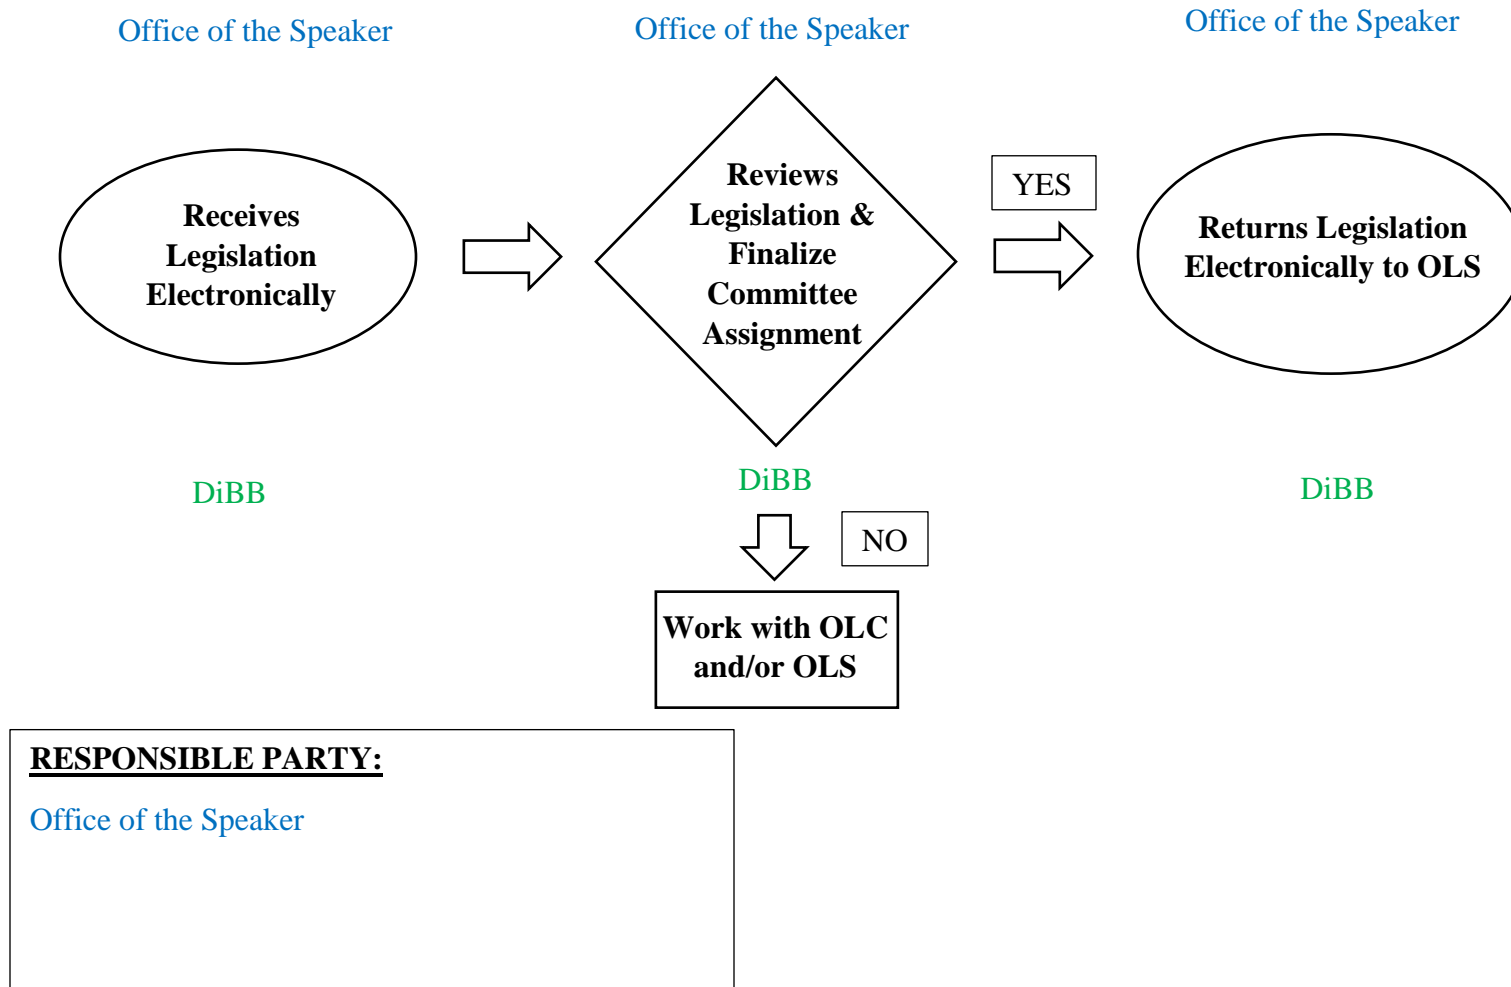 Office of the Speaker
Office of the Speaker
Office of the Speaker
Receives
Legislation
Electronically
Reviews
Legislation &
Finalize
Committee
Assignment
YES
Returns Legislation
Electronically to OLS
DiBB
DiBB
DiBB
NO
Work with OLC
and/or OLS
RESPONSIBLE PARTY:
Office of the Speaker